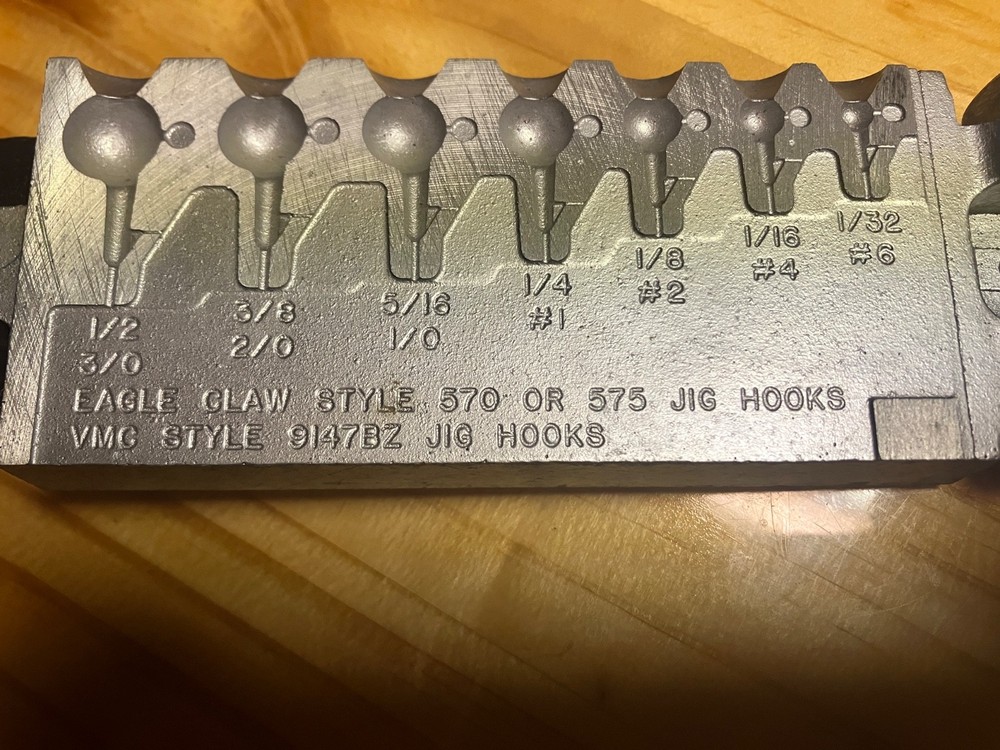 1/2 3/8 5/16 1/4 1/8 1/16 1/32
3/0 2/0 1/0 #1 #2 #4 #6
EAGLE CLAW STYLE 570 OR 575 JIG HOOKS
VMC STYLE 9147BZ JIG HOOKS